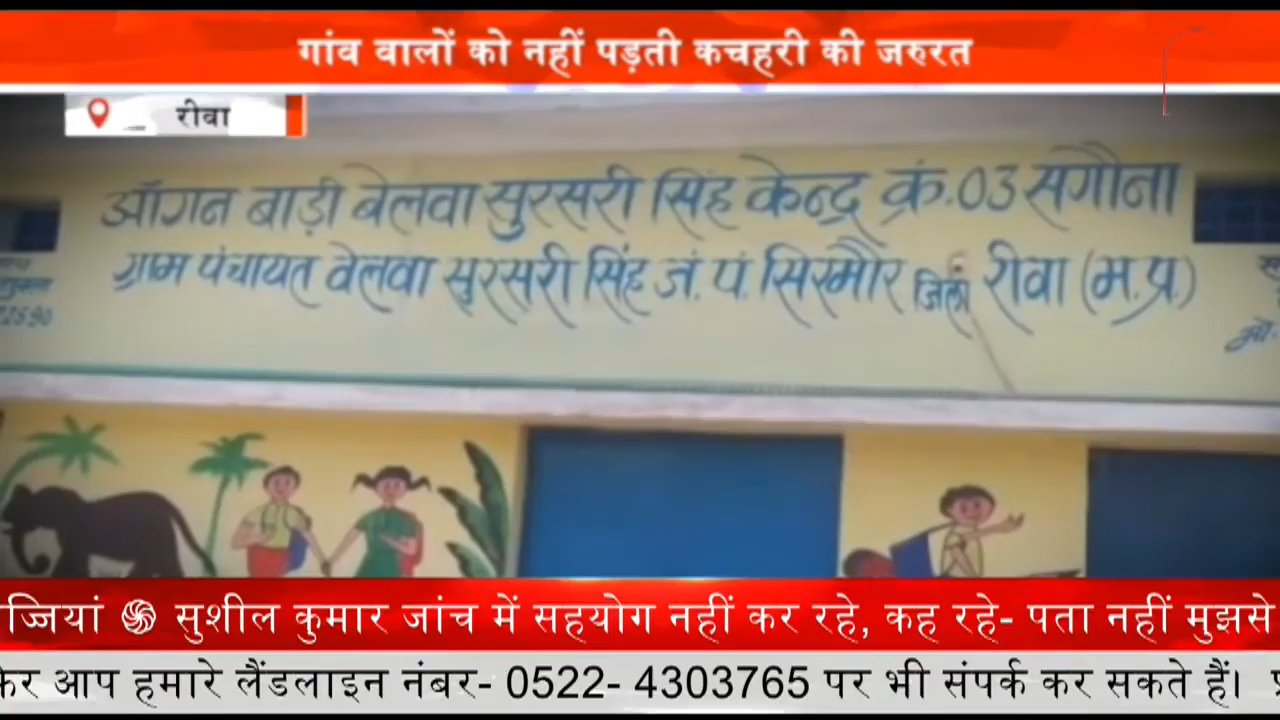 गांव वालों को नहीं पड़ती कचहरी की जरुरत
रीवा
ऑगन बाड़ी बेलवा सुरसरी सिंह केन्द्र क्रं.03 सगौना
ग्राम पंचायत वेलवा सुरसरी सिंह जं. पं. सिरमौर जिला रीवा (म.प्र.)
मो.
ज्जियां सुशील कुमार जांच में सहयोग नहीं कर रहे, कह रहे- पता नहीं मुझसे
आप हमारे लैंडलाइन नंबर- 0522- 4303765 पर भी संपर्क कर सकते हैं।